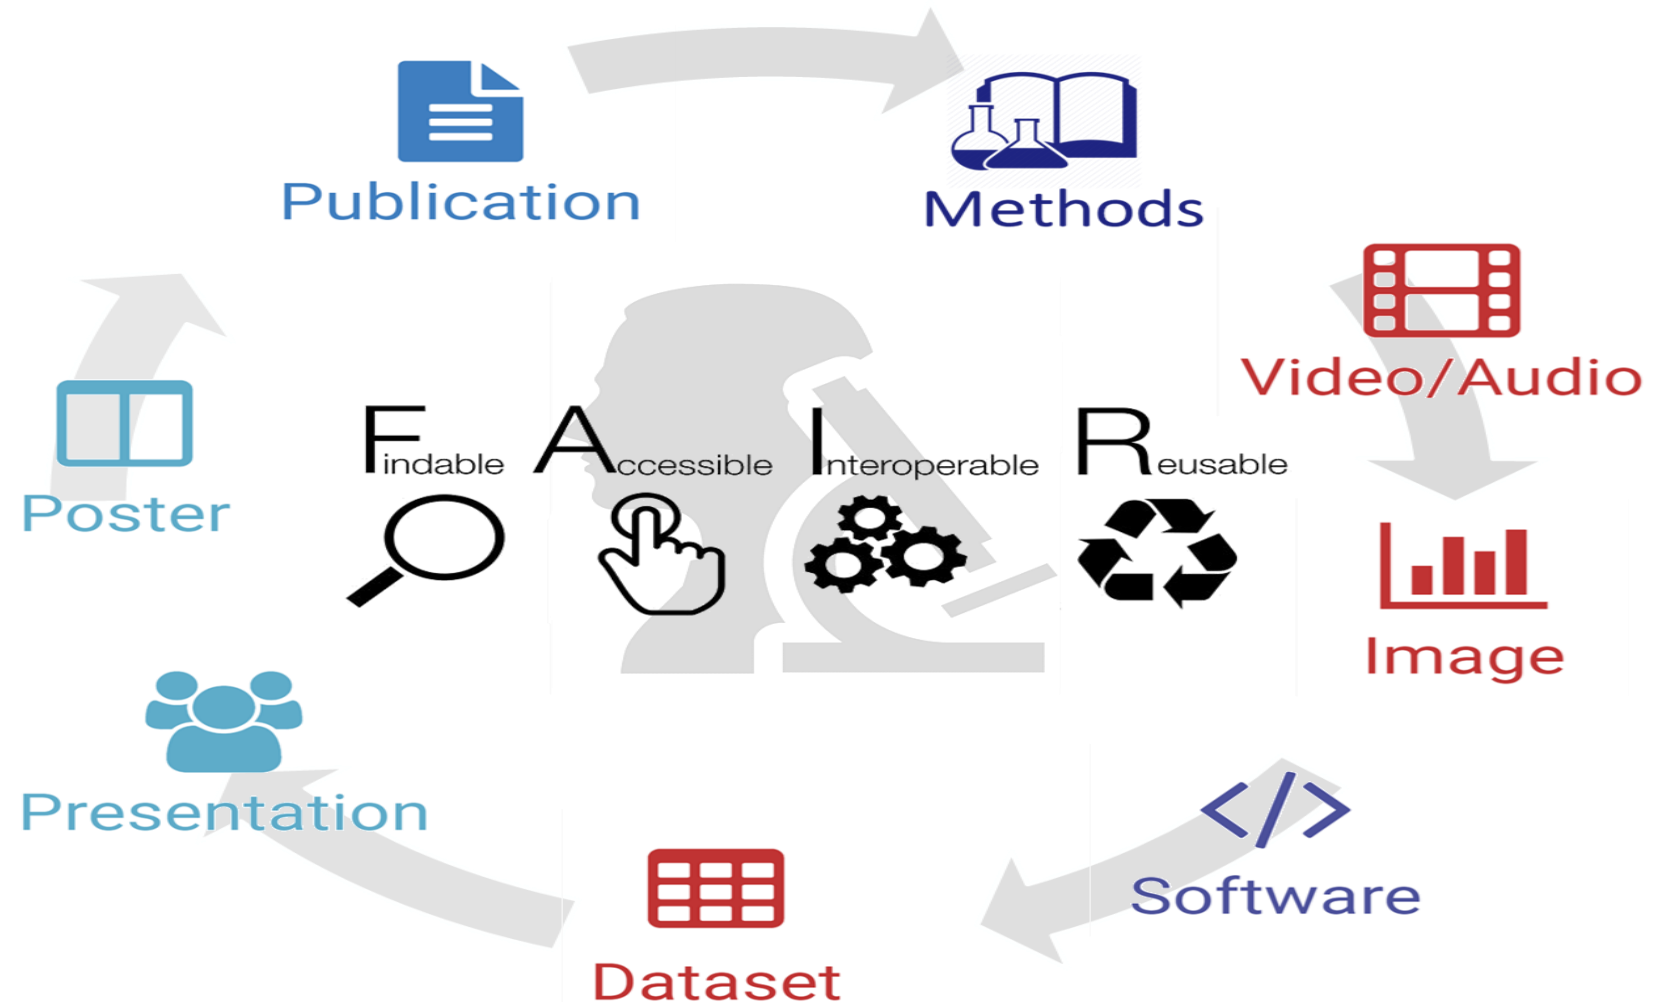 Publication
Methods
Video/Audio
Findable Accessible Interoperable Reusable
Poster
Image
Presentation
Software
Dataset